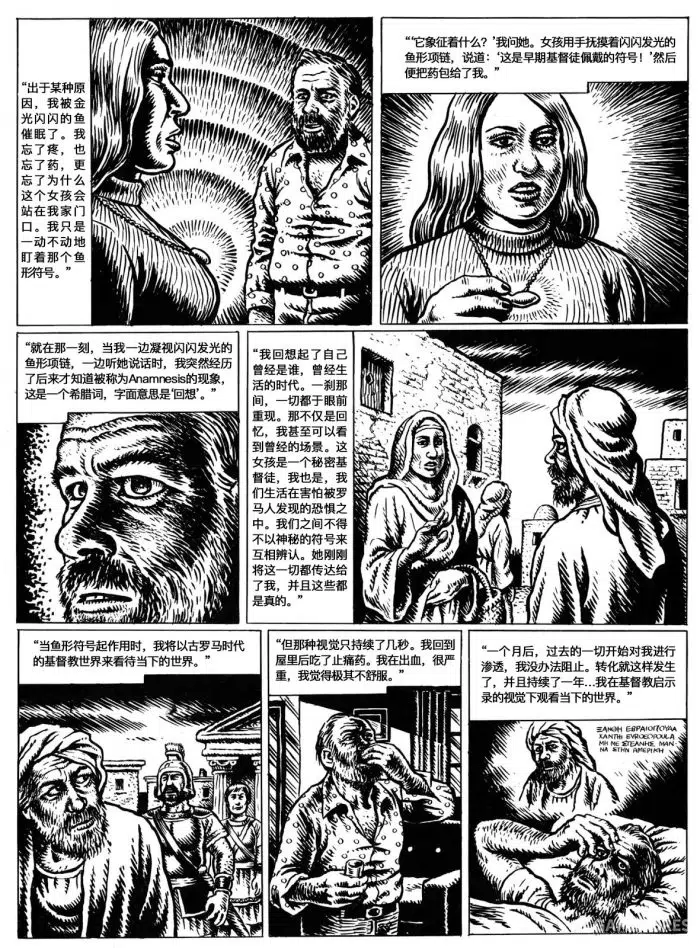 “出于某种原
因，我被金
光闪闪的鱼
催眠了。我
忘了疼，也
忘了药，更
忘了为什么
这个女孩会
站在我家门
口。我只是
一动不动地
盯着那个鱼
形符号。”
“‘它象征着什么？’我问她。女孩用手抚摸着闪闪发光的
鱼形项链，说道：‘这是早期基督徒佩戴的符号！’然后
便把药包给了我。”
“就在那一刻，当我一边凝视闪闪发光的
鱼形项链，一边听她说话时，我突然经历
了后来才知道被称为Anamnesis的现象，
这是一个希腊词，字面意思是‘回想’。”
“我回想起了自己
曾经是谁，曾经生
活的时代。一刹那
间，一切都于眼前
重现。那不仅是回
忆，我甚至可以看
到曾经的场景。这
女孩是一个秘密基
督徒，我也是，我
们生活在害怕被罗
马人发现的恐惧之
中。我们之间不得
不以神秘的符号来
互相辨认。她刚刚
将这一切都传达给
了我，并且这些都
是真的。”
“当鱼形符号起作用时，我将以古罗马时代
的基督教世界来看待当下的世界。”
“但那种视觉只持续了几秒。我回到
屋里后吃了止痛药。我在出血，很严
重，我觉得极其不舒服。”
“一个月后，过去的一切开始对我进行
渗透，我没办法阻止。转化就这样发生
了，并且持续了一年…我在基督教启示
录的视觉下观看当下的世界。”
ΜΗ ΝΕ ΣΤΕΛΝΗΣ ΜΑΝ
ΝΑ ΣΤΗΝ ΑΜΕΡΙΚΗ